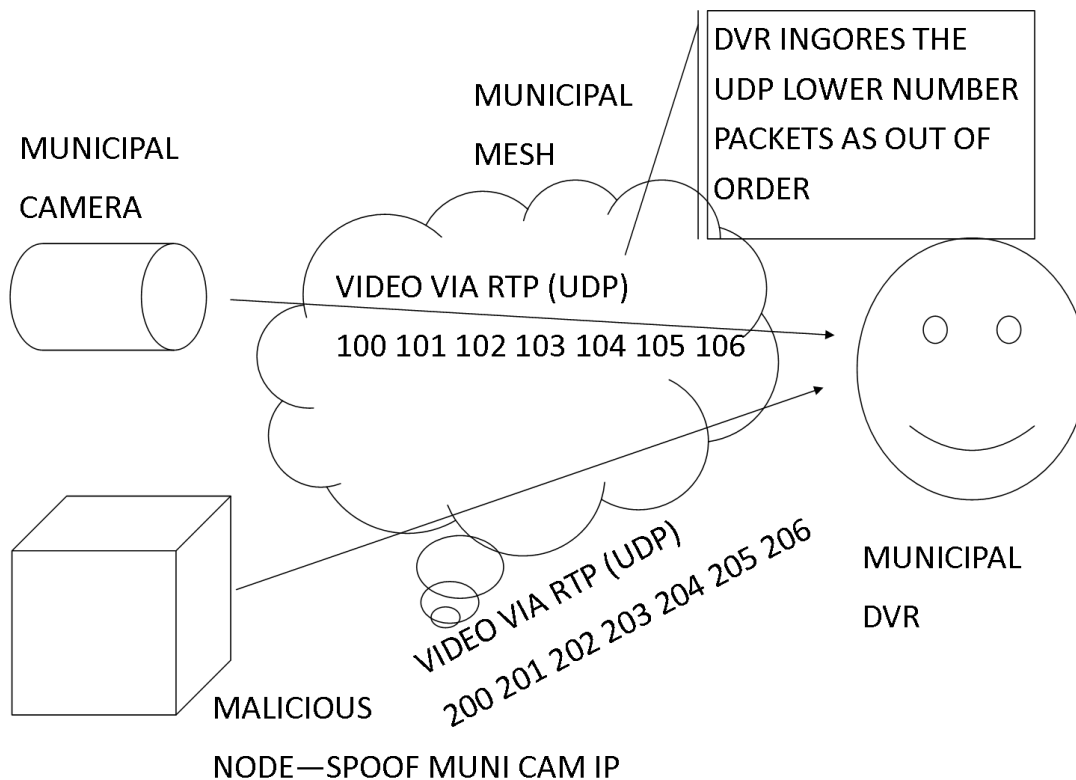 DVR INGORES THE
UDP LOWER NUMBER
PACKETS AS OUT OF
ORDER
MUNICIPAL
MESH
MUNICIPAL
CAMERA
VIDEO VIA RTP (UDP)
100 101 102 103 104 105 106
VIDEO VIA RTP (UDP)
200 201 202 203 204 205 206
MUNICIPAL
DVR
MALICIOUS
NODE—SPOOF MUNI CAM IP